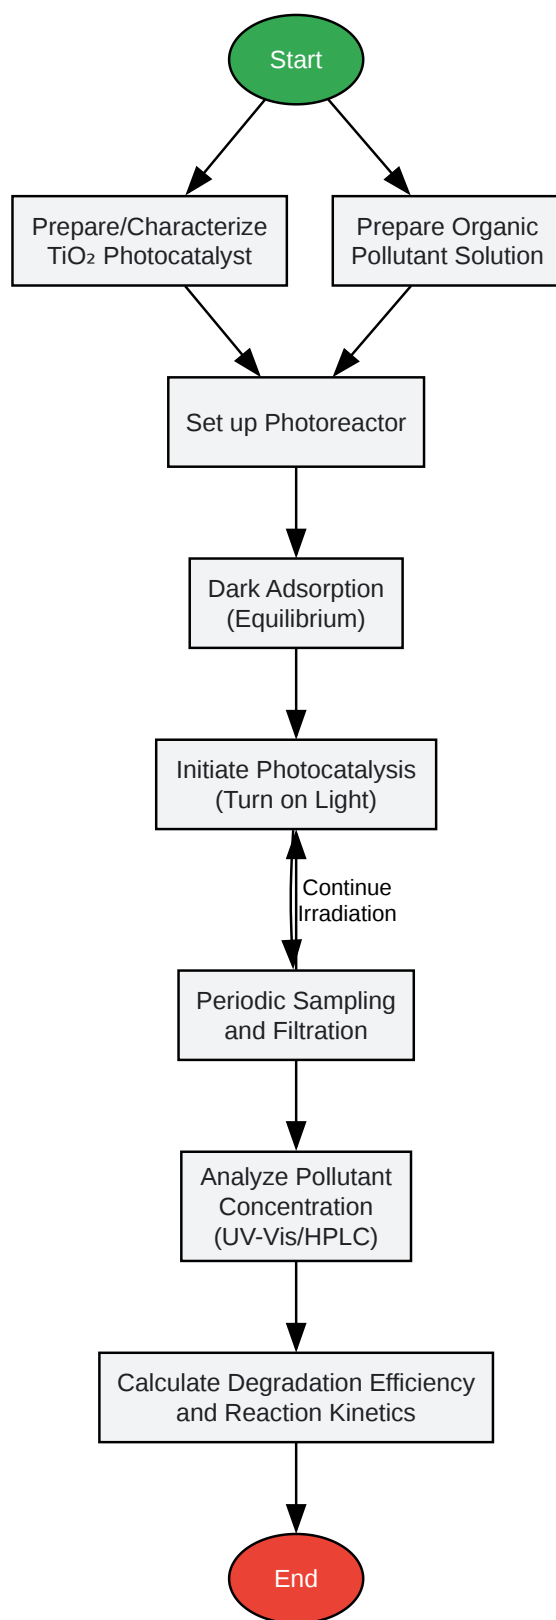 Start
Prepare/Characterize
TiO₂ Photocatalyst
Prepare Organic
Pollutant Solution
Set up Photoreactor
Dark Adsorption
(Equilibrium)
Initiate Photocatalysis
(Turn on Light)
Continue
Irradiation
Periodic Sampling
and Filtration
Analyze Pollutant
Concentration
(UV-Vis/HPLC)
Calculate Degradation Efficiency
and Reaction Kinetics
End